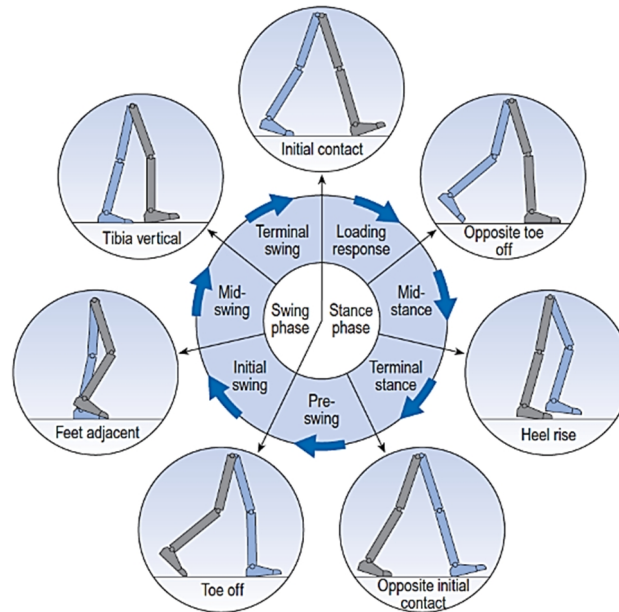 Initial contact
Tibia vertical
Opposite toe
off
Terminal
swing
Loading
response
Mid-
swing
Swing
phase
Stance
phase
Mid-
stance
Initial
swing
Terminal
stance
Pre-
swing
Feet adjacent
Heel rise
Toe off
Opposite initial
contact